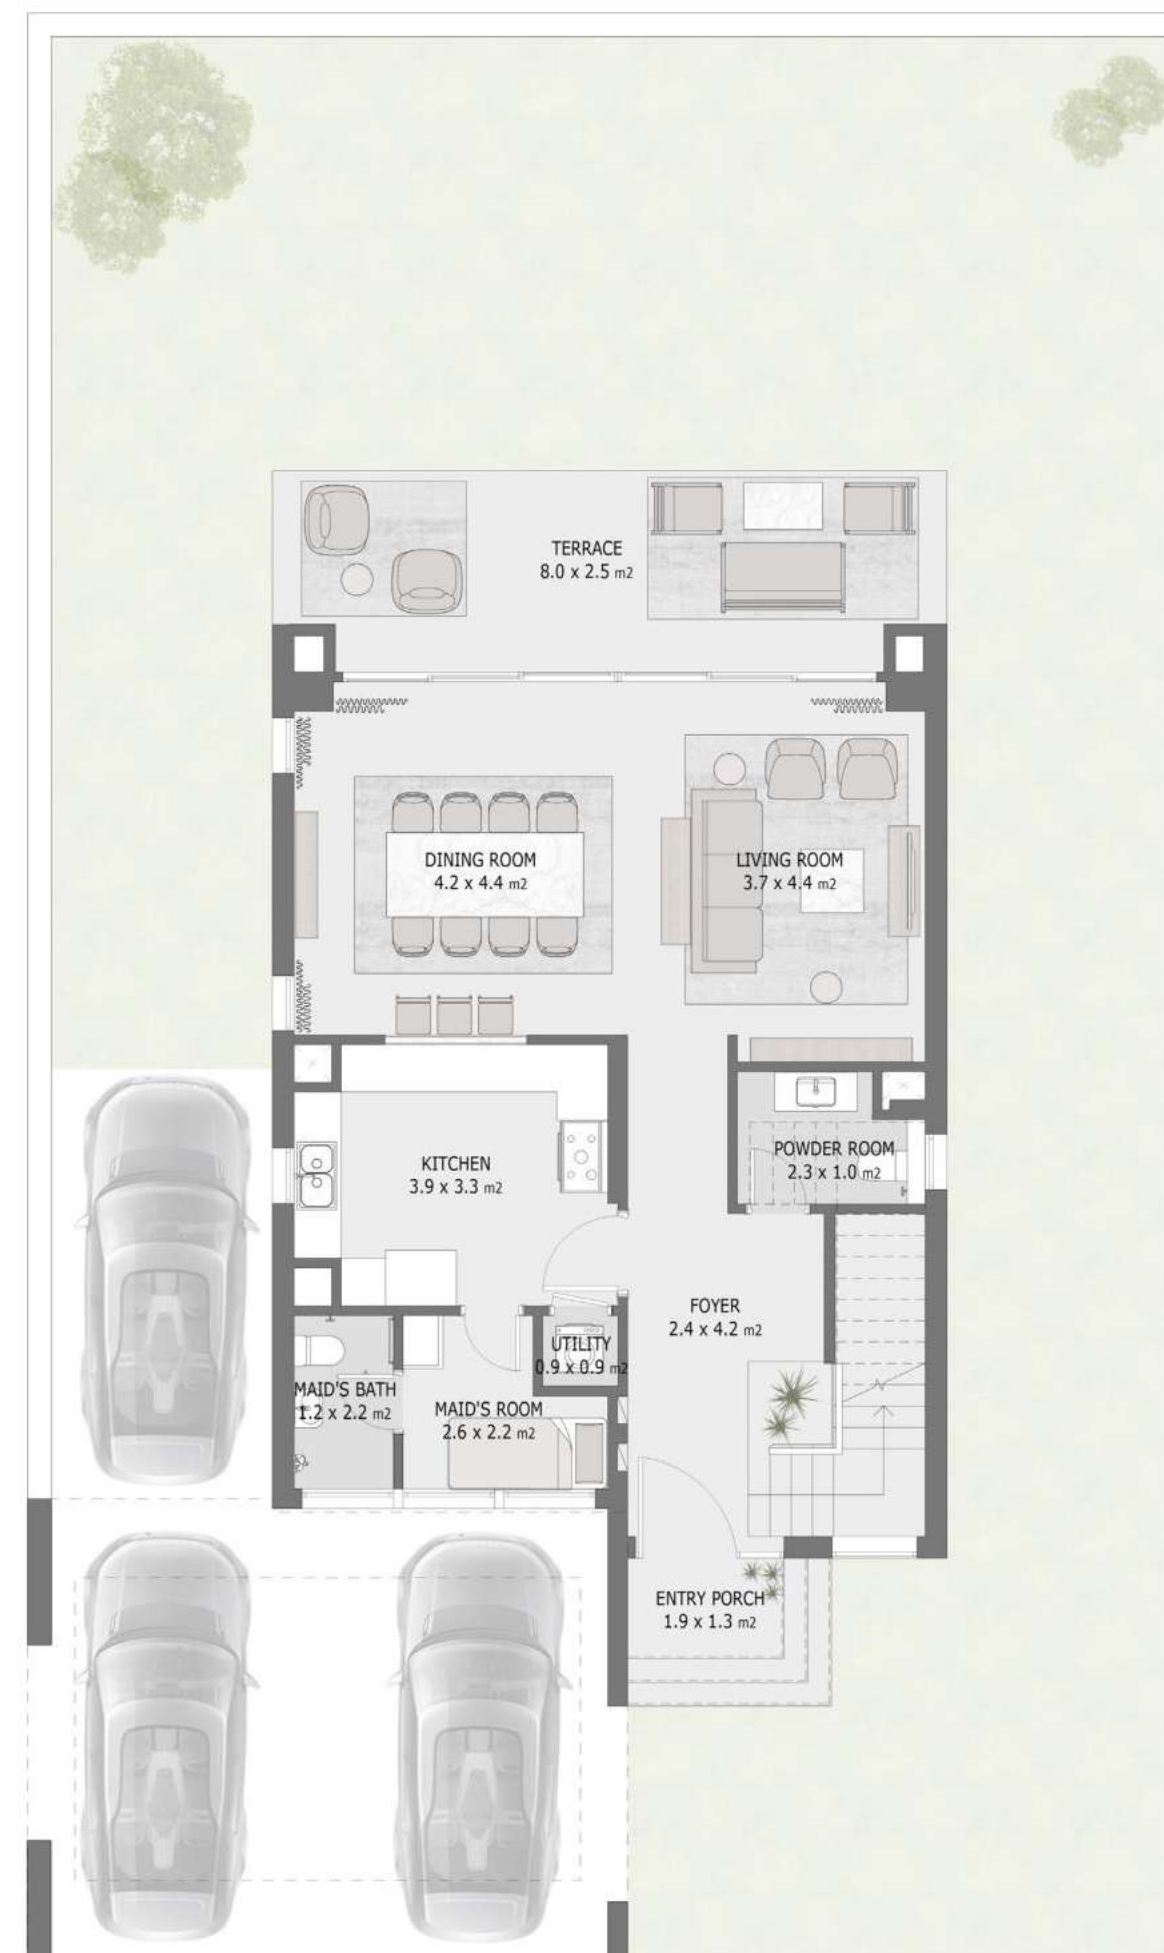 TERRACE
8.0 x 2.5 m2
DINING ROOM
4.2 x 4.4 m2
LIVING ROOM
3.7 x 4.4 m2
KITCHEN
3.9 x 3.3 m2
POWDER ROOM
2.3 x 1.0 m2
FOYER
2.4 x 4.2 m2
UTILITY
0.9 x 0.9 m2
MAID'S BATH
1.2 x 2.2 m2
MAID'S ROOM
2.6 x 2.2 m2
ENTRY PORCH
1.9 x 1.3 m2